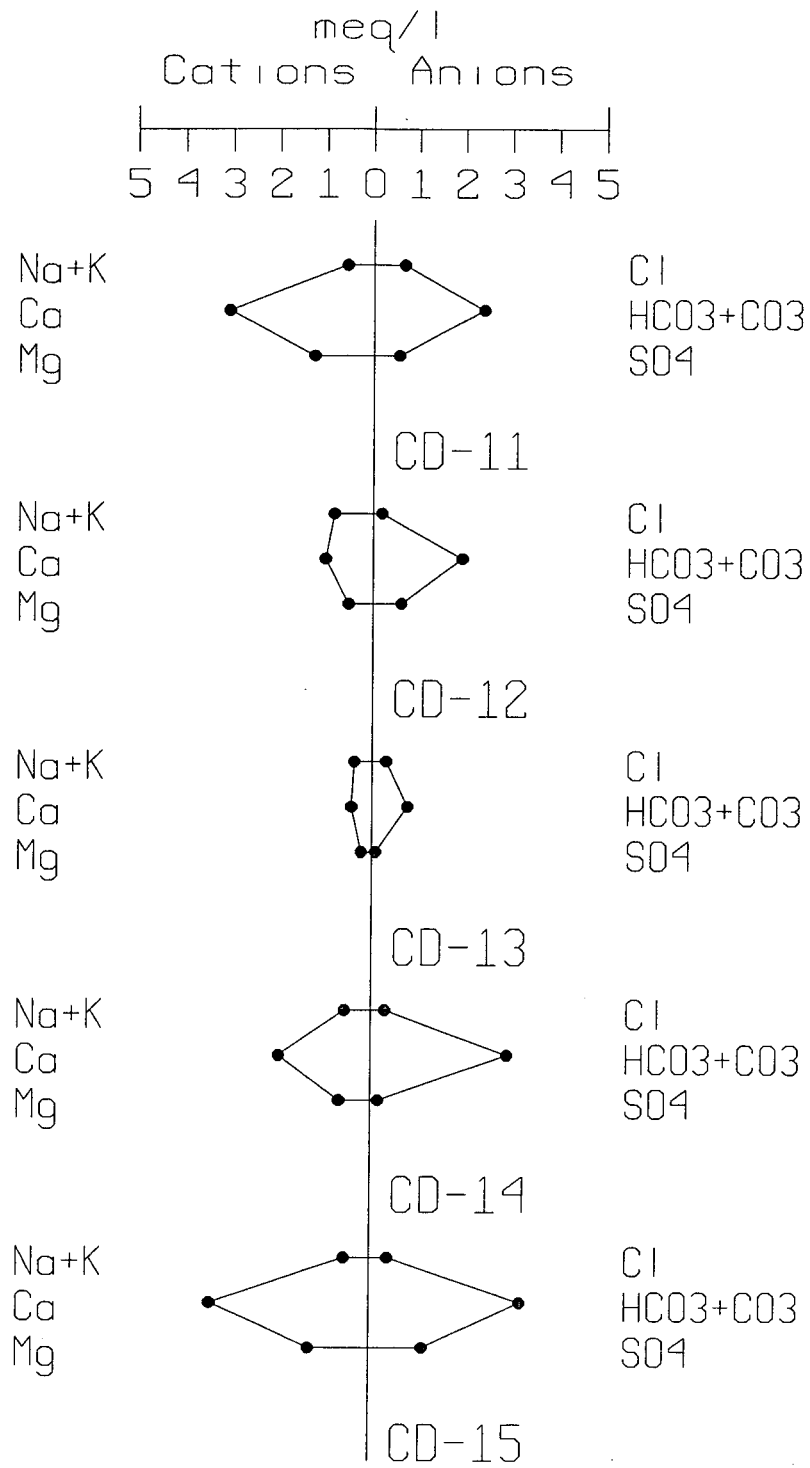 meq/l
Cations Anions
5 4 3 2 1 0 1 2 3 4 5
Na+K Cl
Ca HCO3+CO3
Mg SO4
CD-11
Na+K Cl
Ca HCO3+CO3
Mg SO4
CD-12
Na+K Cl
Ca HCO3+CO3
Mg SO4
CD-13
Na+K Cl
Ca HCO3+CO3
Mg SO4
CD-14
Na+K Cl
Ca HCO3+CO3
Mg SO4
CD-15